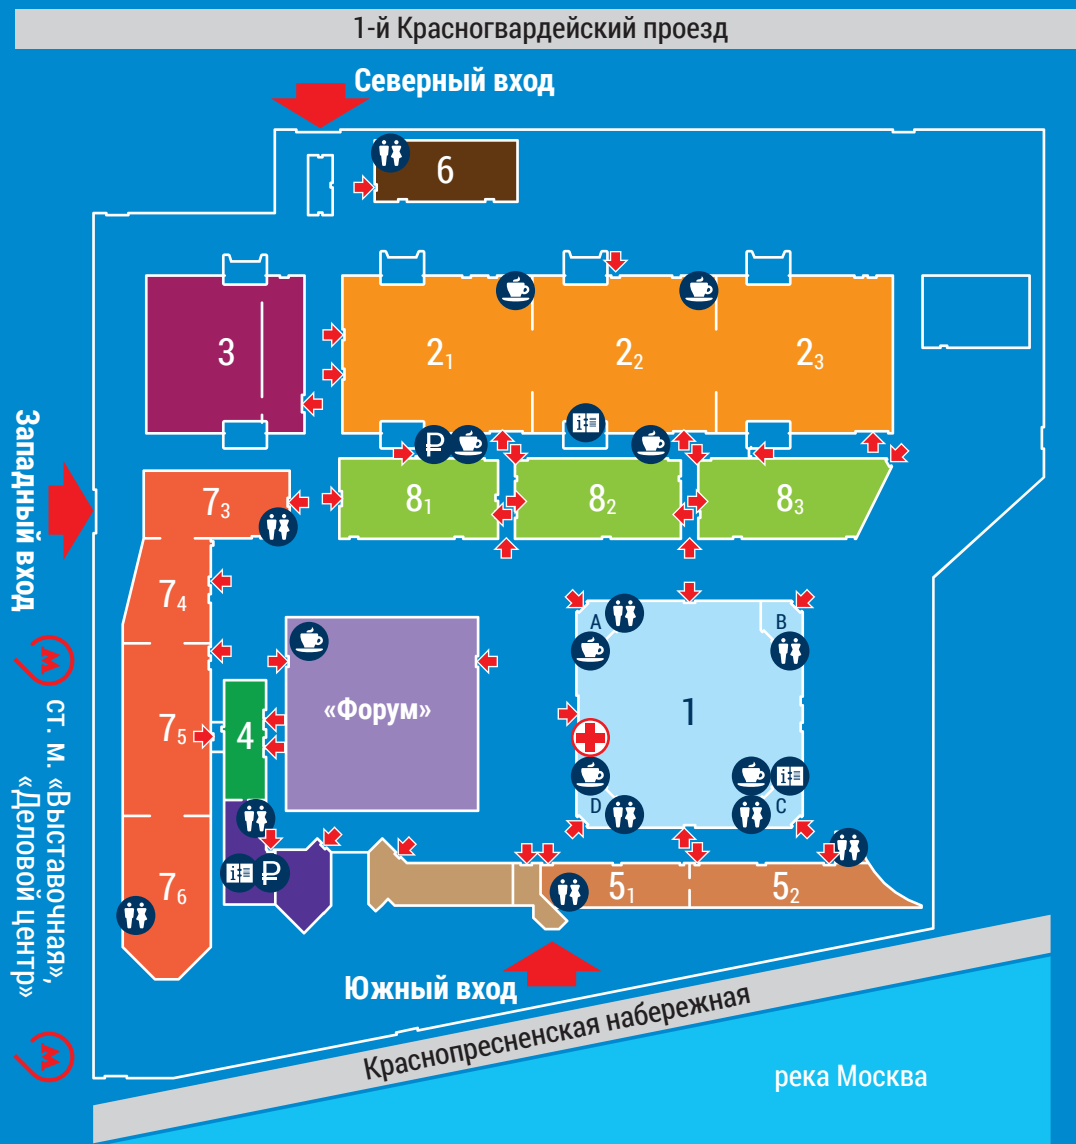 1-й Красногвардейский проезд
Северный вход
6
3
2₁
2₂
2₃
i
₽
Западный вход
7₃
8₁
8₂
8₃
7₄
A
B
м
ст. м. «Выставочная»,
«Деловой центр»
м
«Форум»
1
7₅
4
i
D
C
i
₽
7₆
5₁
5₂
Южный вход
Краснопресненская набережная
река Москва